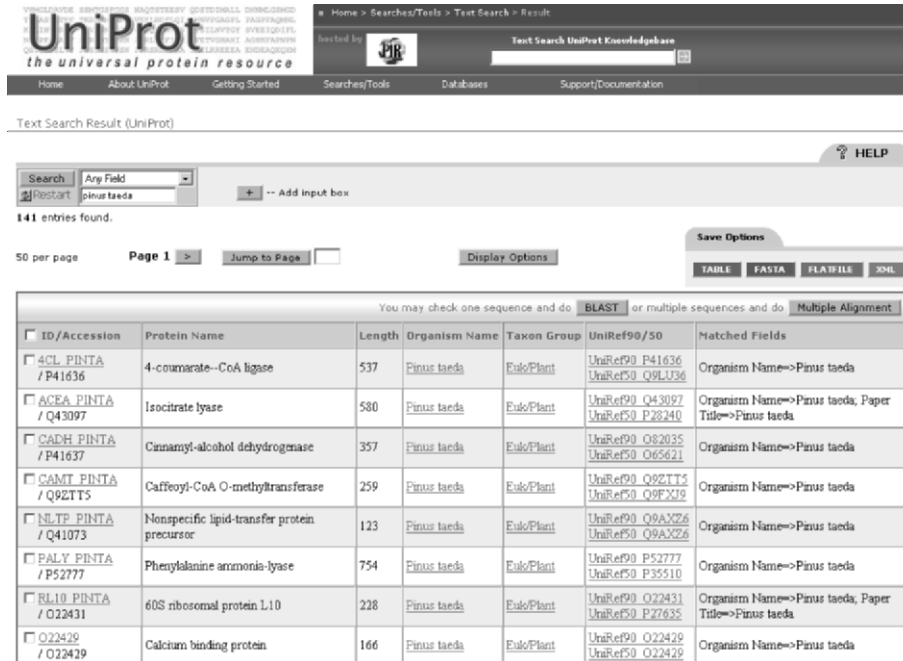 UniProt
the universal protein resource
Home > Searches/Tools > Text Search > Result
hosted by PIR
Text Search UniProt Knowledgebase
Home About UniProt Getting Started Searches/Tools Databases Support/Documentation
Text Search Result (UniProt)
? HELP
Search Any Field
Restart pinus taeda
+ -- Add input box
141 entries found.
Save Options
50 per page Page 1 > Jump to Page Display Options
TABLE FASTA FLATFILE XML
You may check one sequence and do BLAST or multiple sequences and do Multiple Alignment
ID/Accession Protein Name Length Organism Name Taxon Group UniRef90/50 Matched Fields
4CL_PINTA
/ P41636
4-coumarate--CoA ligase 537 Pinus taeda Euk/Plant
UniRef90_P41636
UniRef50_Q9LU36
Organism Name=>Pinus taeda
ACEA_PINTA
/ Q43097
Isocitrate lyase 580 Pinus taeda Euk/Plant
UniRef90_Q43097
UniRef50_P28240
Organism Name=>Pinus taeda; Paper
Title=>Pinus taeda
CADH_PINTA
/ P41637
Cinnamyl-alcohol dehydrogenase 357 Pinus taeda Euk/Plant
UniRef90_O82035
UniRef50_O65621
Organism Name=>Pinus taeda
CAMT_PINTA
/ Q9ZTT5
Caffeoyl-CoA O-methyltransferase 259 Pinus taeda Euk/Plant
UniRef90_Q9ZTT5
UniRef50_Q9FXJ9
Organism Name=>Pinus taeda
NLTP_PINTA
/ Q41073
Nonspecific lipid-transfer protein
precursor
123 Pinus taeda Euk/Plant
UniRef90_Q9AXZ6
UniRef50_Q9AXZ6
Organism Name=>Pinus taeda
PALY_PINTA
/ P52777
Phenylalanine ammonia-lyase 754 Pinus taeda Euk/Plant
UniRef90_P52777
UniRef50_P35510
Organism Name=>Pinus taeda
RL10_PINTA
/ O22431
60S ribosomal protein L10 228 Pinus taeda Euk/Plant
UniRef90_O22431
UniRef50_P27635
Organism Name=>Pinus taeda; Paper
Title=>Pinus taeda
O22429
/ O22429
Calcium binding protein 166 Pinus taeda Euk/Plant
UniRef90_O22429
UniRef50_O22429
Organism Name=>Pinus taeda